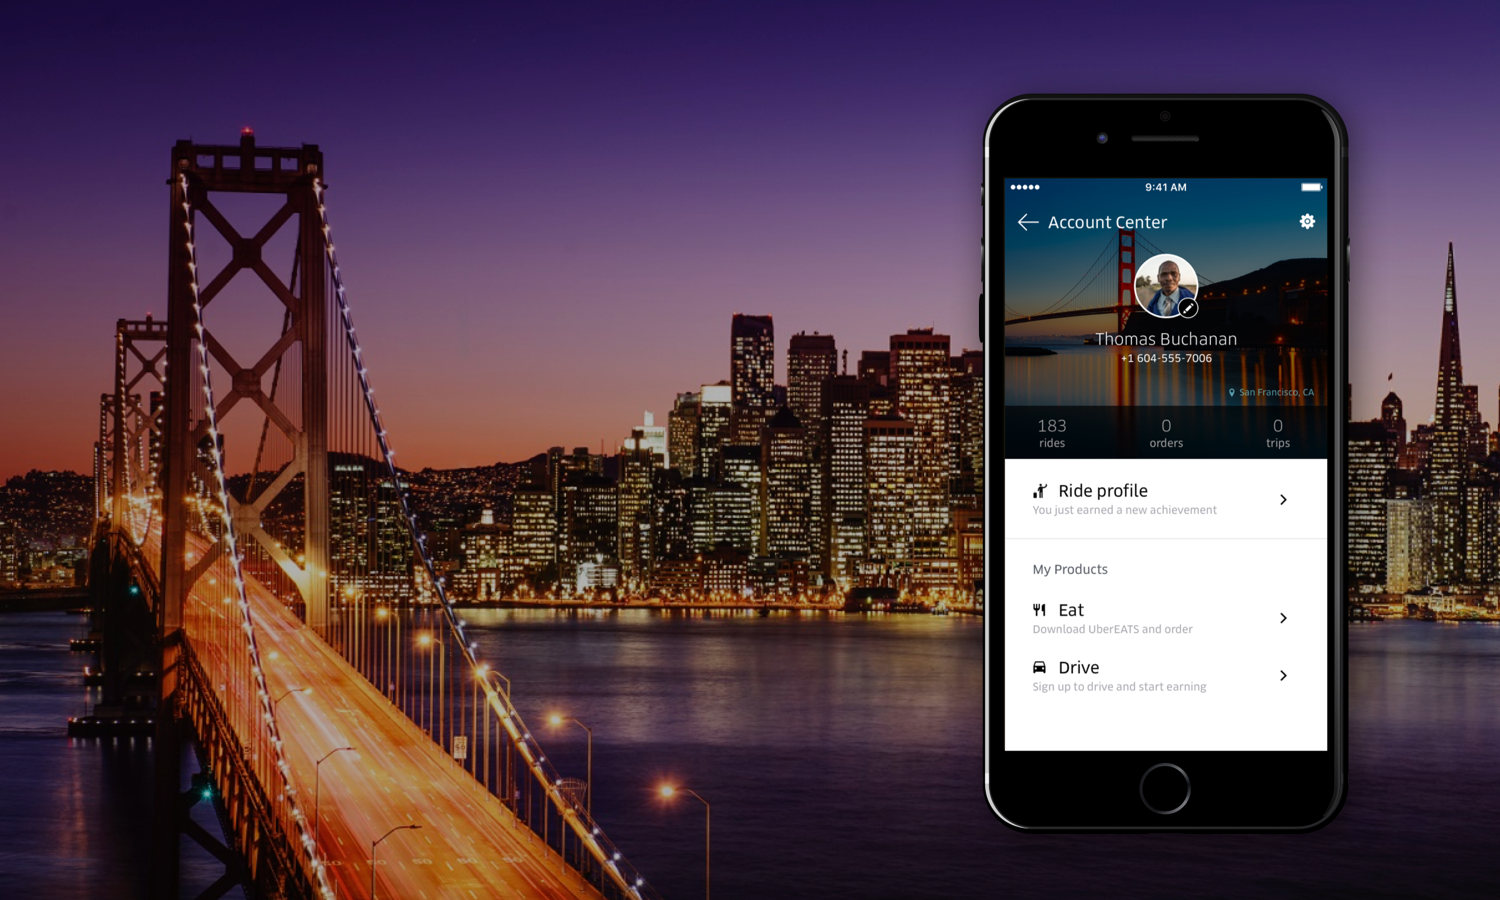 9:41 AM
Account Center
Thomas Buchanan
+1 604-555-7006
San Francisco, CA
183 0 0
rides orders trips
Ride profile
You just earned a new achievement
My Products
Eat
Download UberEATS and order
Drive
Sign up to drive and start earning